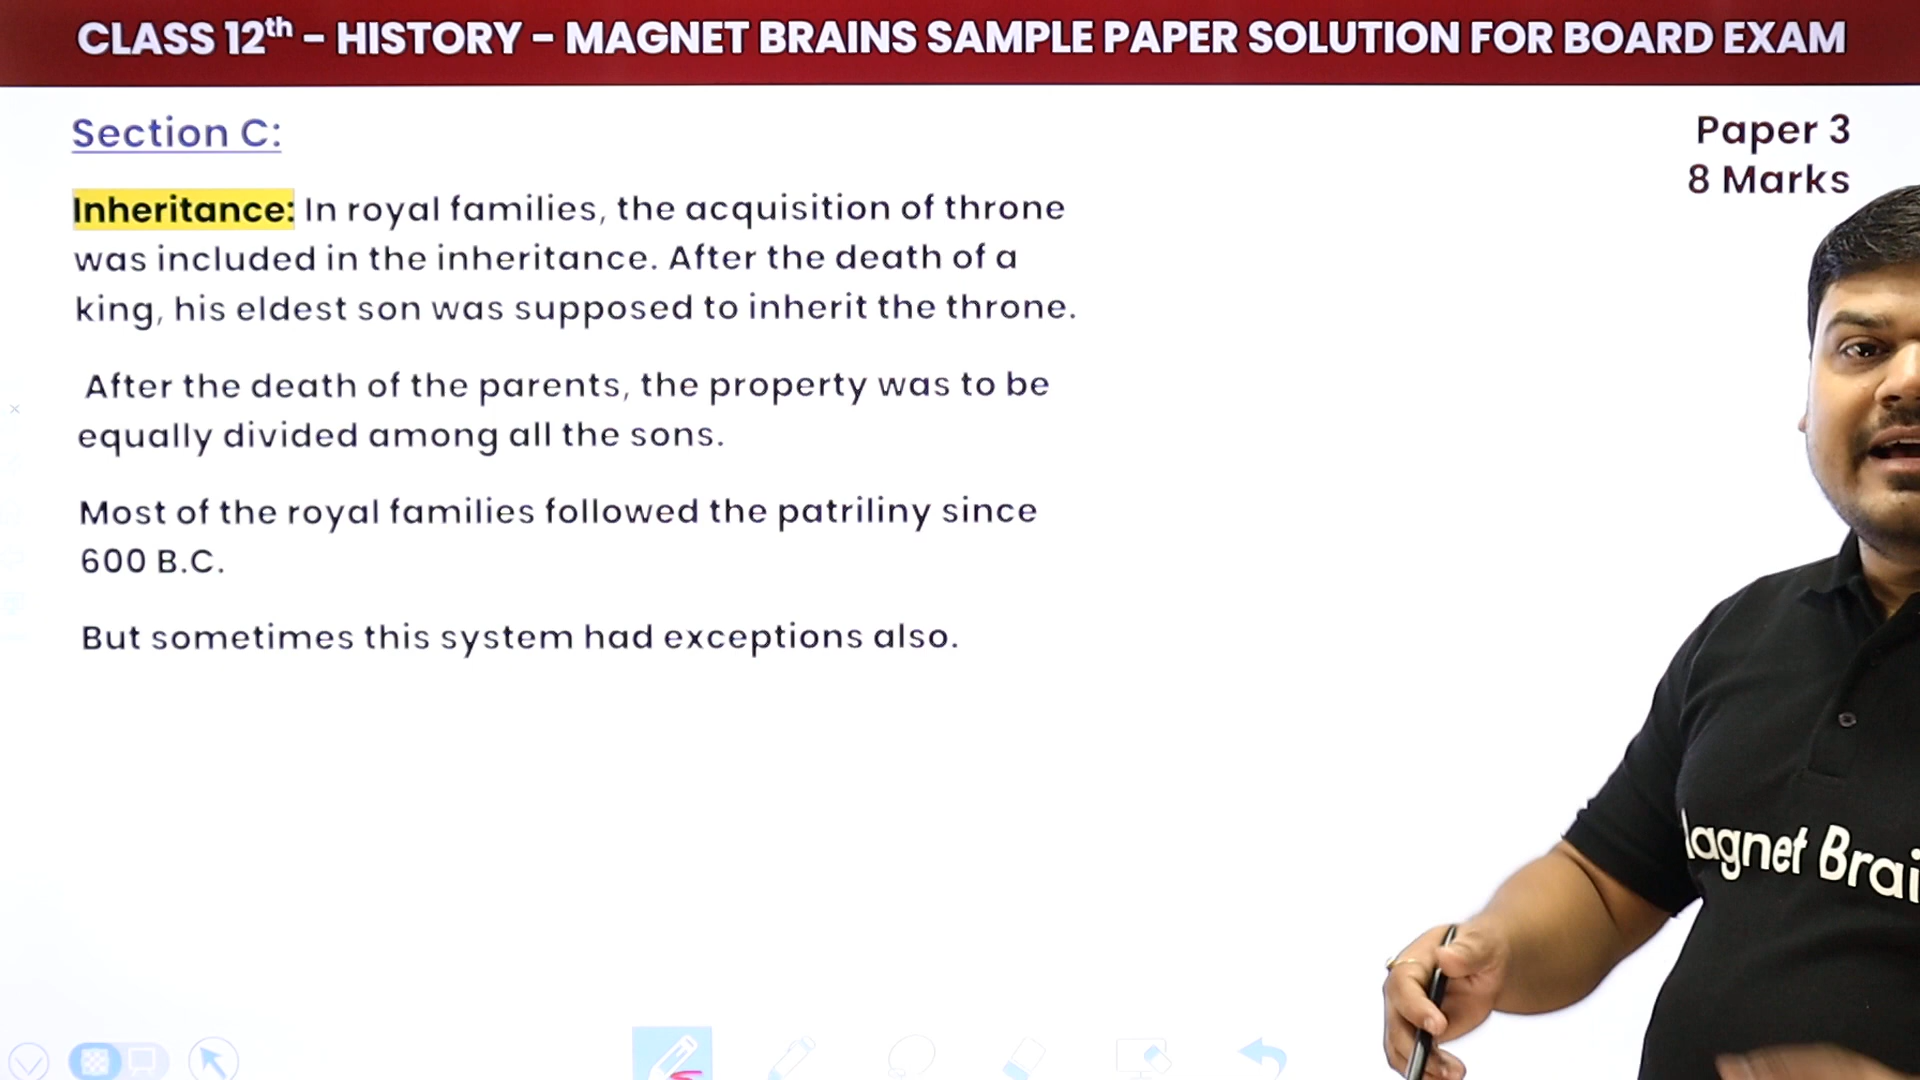 CLASS 12th – HISTORY – MAGNET BRAINS SAMPLE PAPER SOLUTION FOR BOARD EXAM
Section C:
Paper 3
8 Marks
Inheritance: In royal families, the acquisition of throne
was included in the inheritance. After the death of a
king, his eldest son was supposed to inherit the throne.
After the death of the parents, the property was to be
equally divided among all the sons.
Most of the royal families followed the patriliny since
600 B.C.
But sometimes this system had exceptions also.
agnet Brai